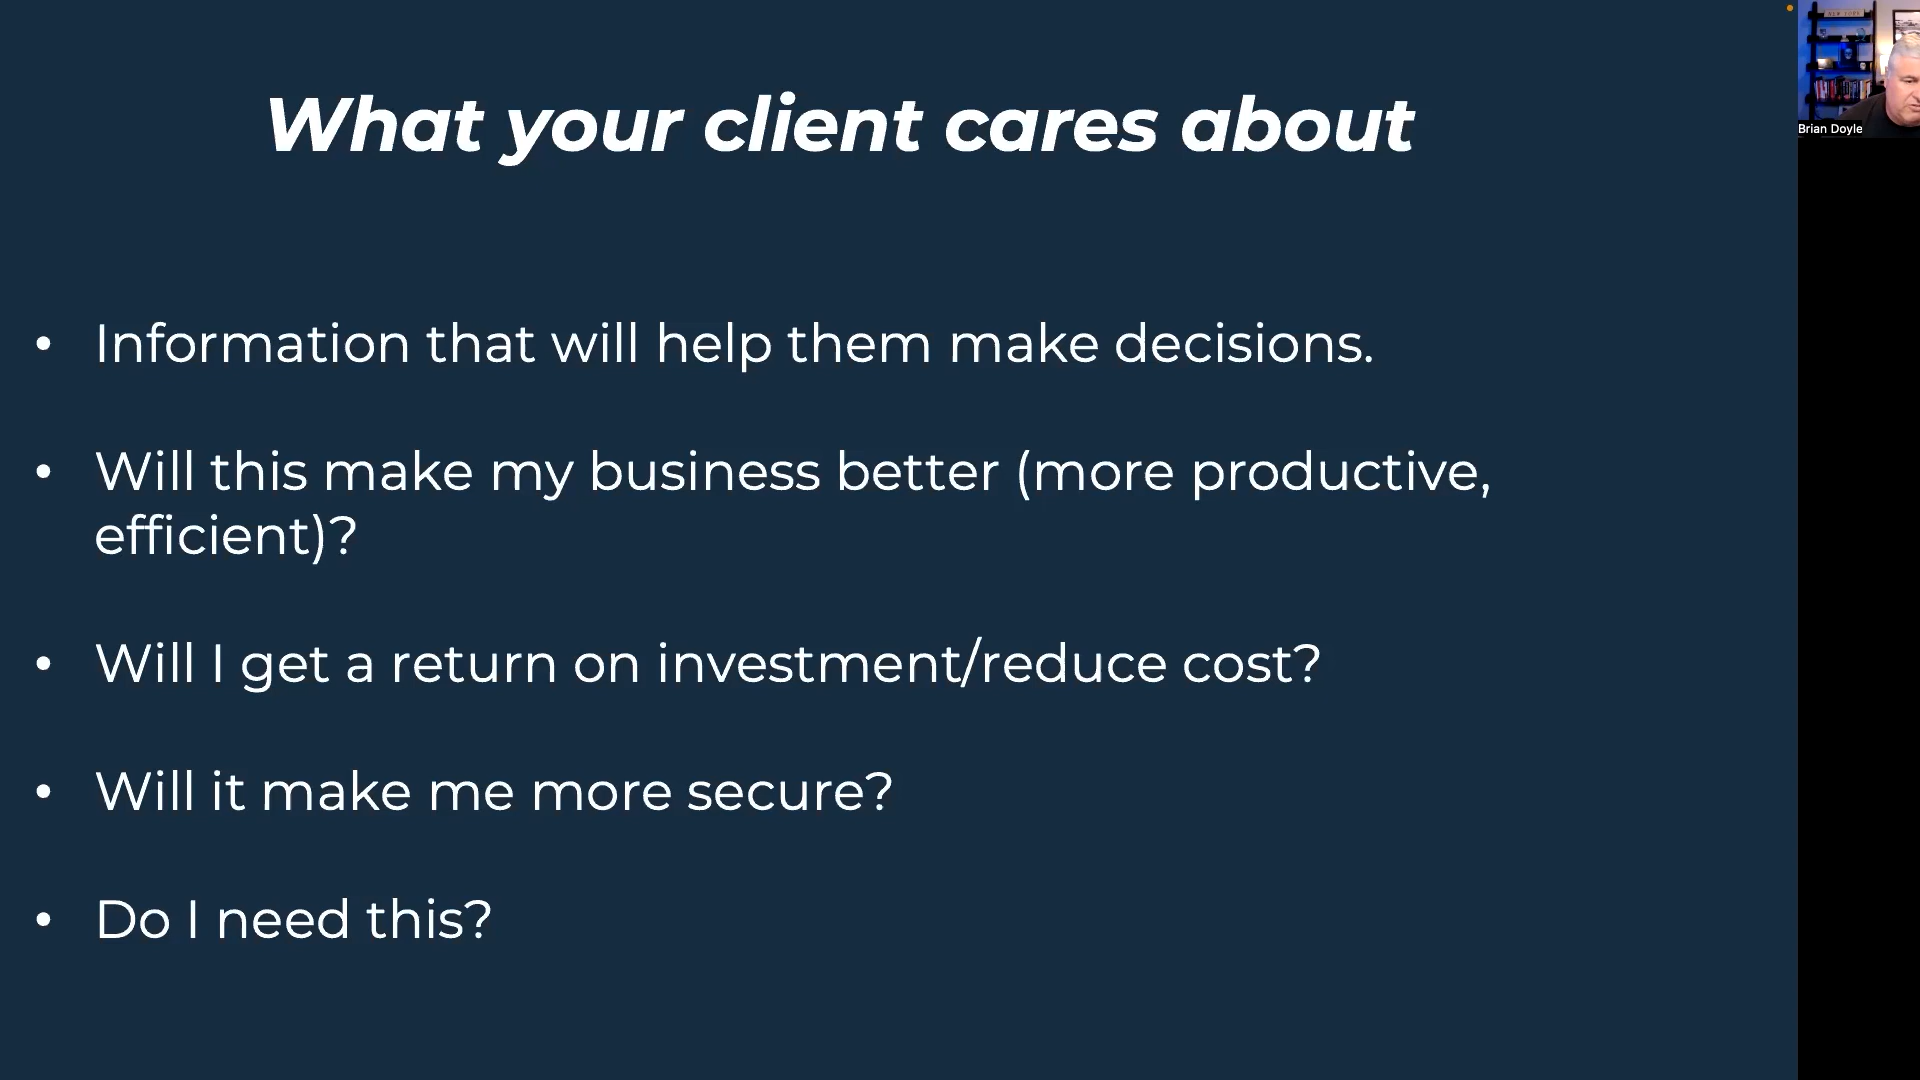 What your client cares about
• Information that will help them make decisions.
• Will this make my business better (more productive,
efficient)?
• Will I get a return on investment/reduce cost?
• Will it make me more secure?
• Do I need this?
Brian Doyle